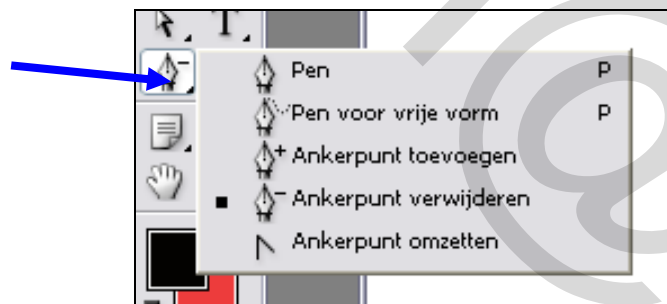 T
Pen P
Pen voor vrije vorm P
Ankerpunt toevoegen
Ankerpunt verwijderen
Ankerpunt omzetten